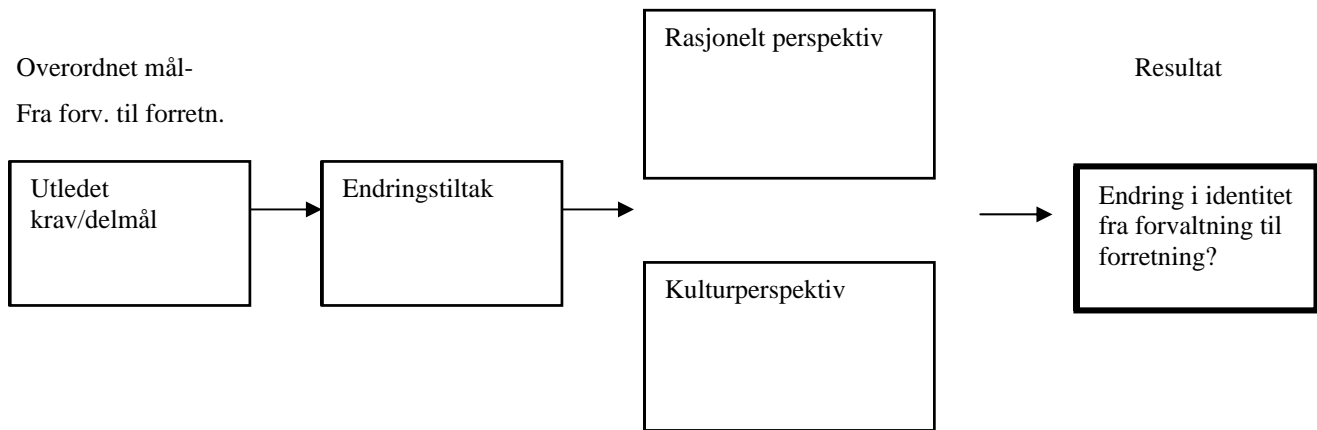 Overordnet mål-
Fra forv. til forretn.
Utledet
krav/delmål
Endringstiltak
Rasjonelt perspektiv
Kulturperspektiv
Resultat
Endring i identitet
fra forvaltning til
forretning?